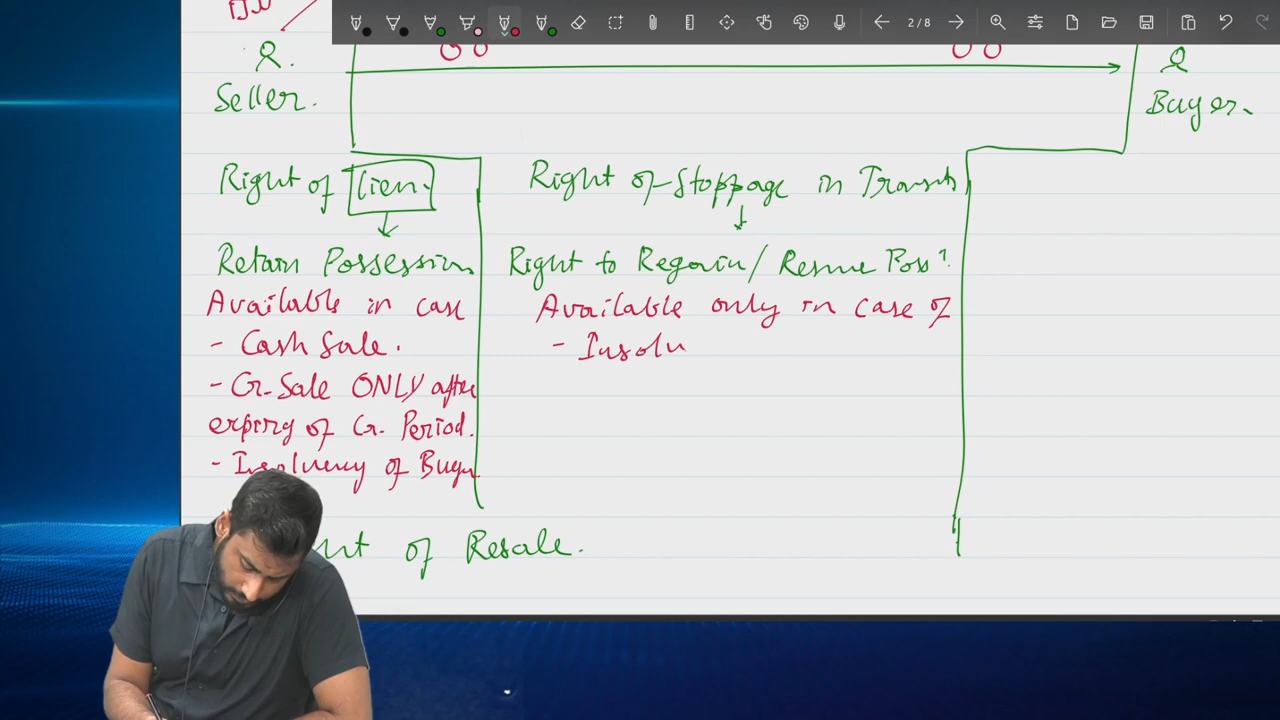 2/8
Seller.
Buyer.
Right of Lien.
Retain Possession
Available in case
- Cash Sale.
- Cr. Sale ONLY after
expiry of Cr. Period.
- Insolvency of Buyer
Right of Stoppage in Transit
Right to Regain/ Resume Possn.
Available only in case of
- Insolv
of Resale.